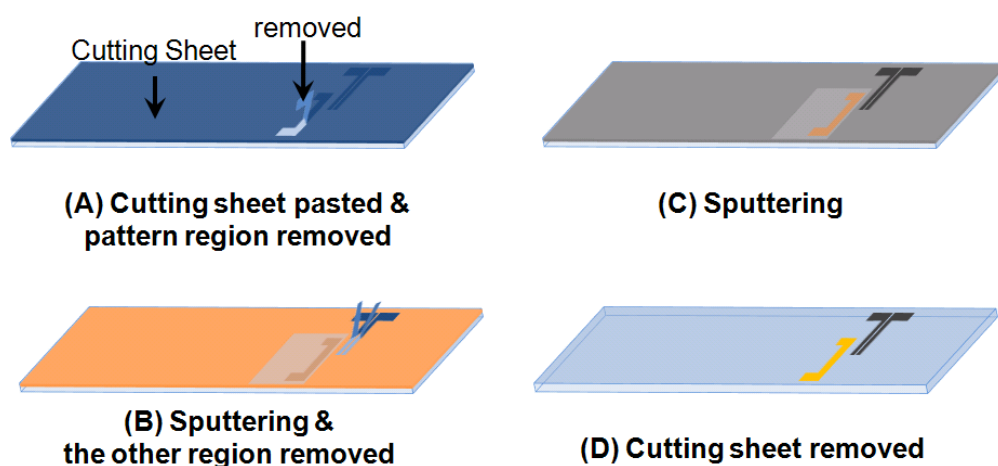 removed
Cutting Sheet
(A) Cutting sheet pasted &
pattern region removed
(C) Sputtering
(B) Sputtering &
the other region removed
(D) Cutting sheet removed